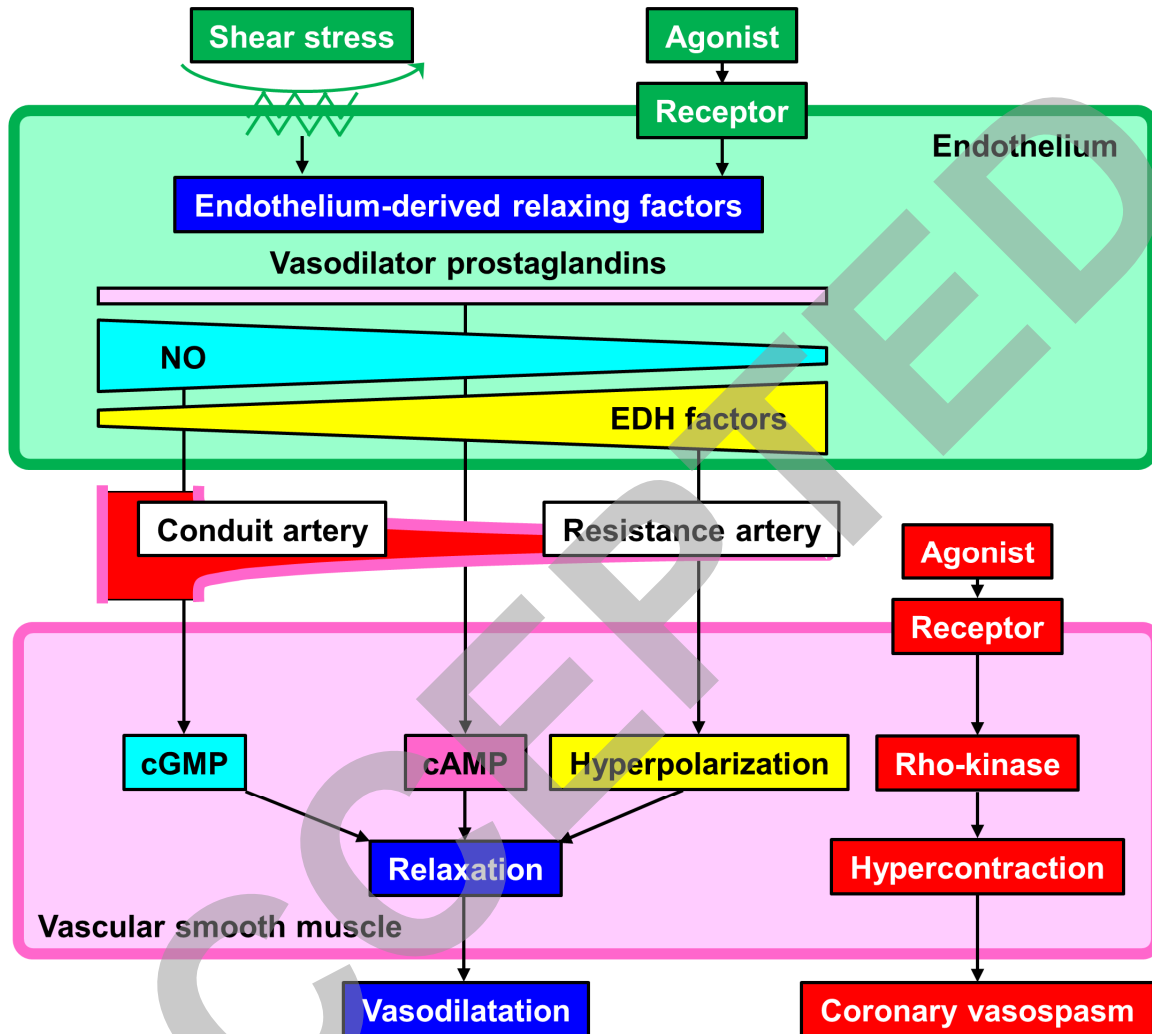 Shear stress
Agonist
Receptor
Endothelium
Endothelium-derived relaxing factors
Vasodilator prostaglandins
NO
EDH factors
Conduit artery
Resistance artery
Agonist
Receptor
cGMP
cAMP
Hyperpolarization
Rho-kinase
Relaxation
Hypercontraction
Vascular smooth muscle
Vasodilatation
Coronary vasospasm
CCEPTED